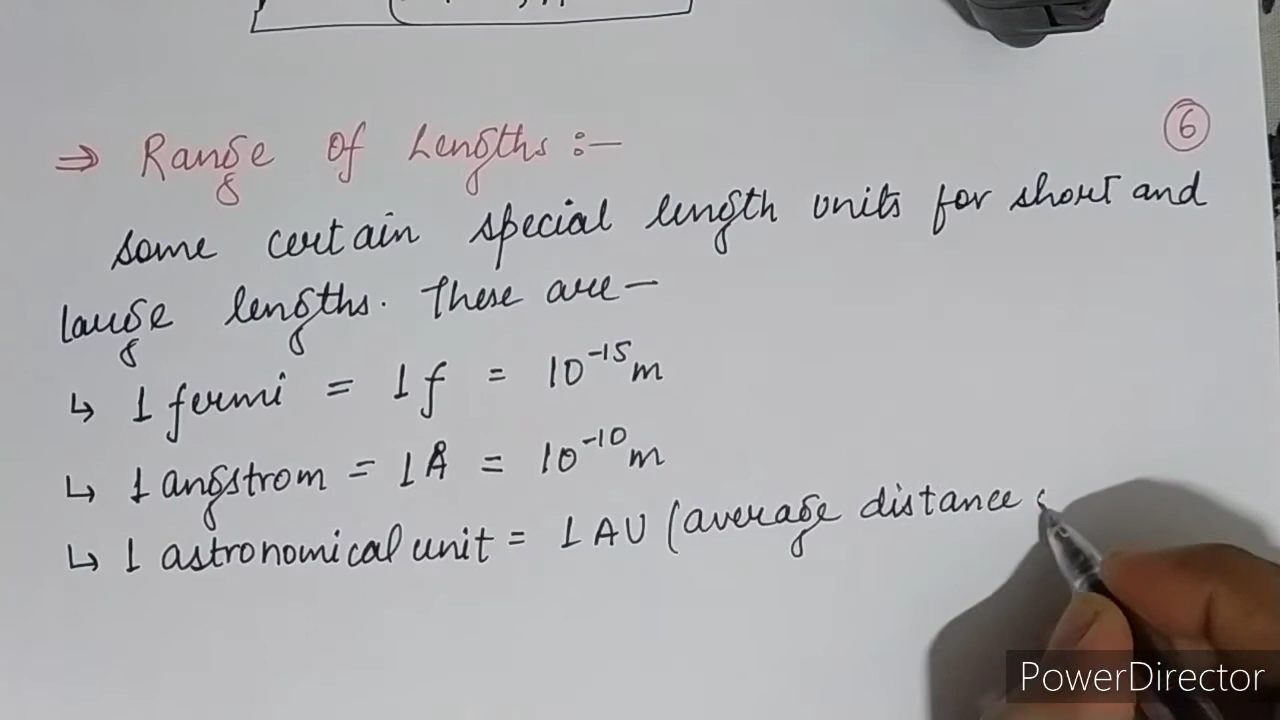 ⇒ Range of Lengths :-
6
some certain special length units for short and
large lengths. These are -
↳ 1 fermi = 1 f = 10⁻¹⁵ m
↳ 1 angstrom = 1 Å = 10⁻¹⁰ m
↳ 1 astronomical unit = 1 AU (average distance
PowerDirector